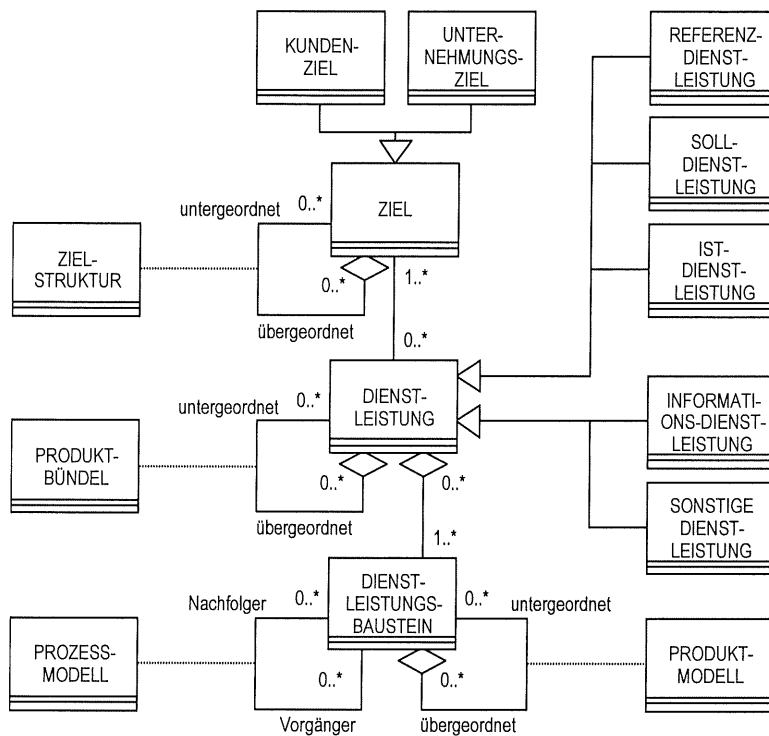 KUNDEN-
ZIEL
UNTER-
NEHMUNGS-
ZIEL
REFERENZ-
DIENST-
LEISTUNG
SOLL-
DIENST-
LEISTUNG
untergeordnet
0..*
ZIEL
ZIEL-
STRUKTUR
0..*
1..*
IST-
DIENST-
LEISTUNG
übergeordnet
0..*
untergeordnet
0..*
DIENST-
LEISTUNG
INFORMATI-
ONS-DIENST-
LEISTUNG
PRODUKT-
BÜNDEL
0..*
0..*
übergeordnet
SONSTIGE
DIENST-
LEISTUNG
1..*
Nachfolger
0..*
DIENST-
LEISTUNGS-
BAUSTEIN
0..*
untergeordnet
PROZESS-
MODELL
0..*
0..*
PRODUKT-
MODELL
Vorgänger
übergeordnet